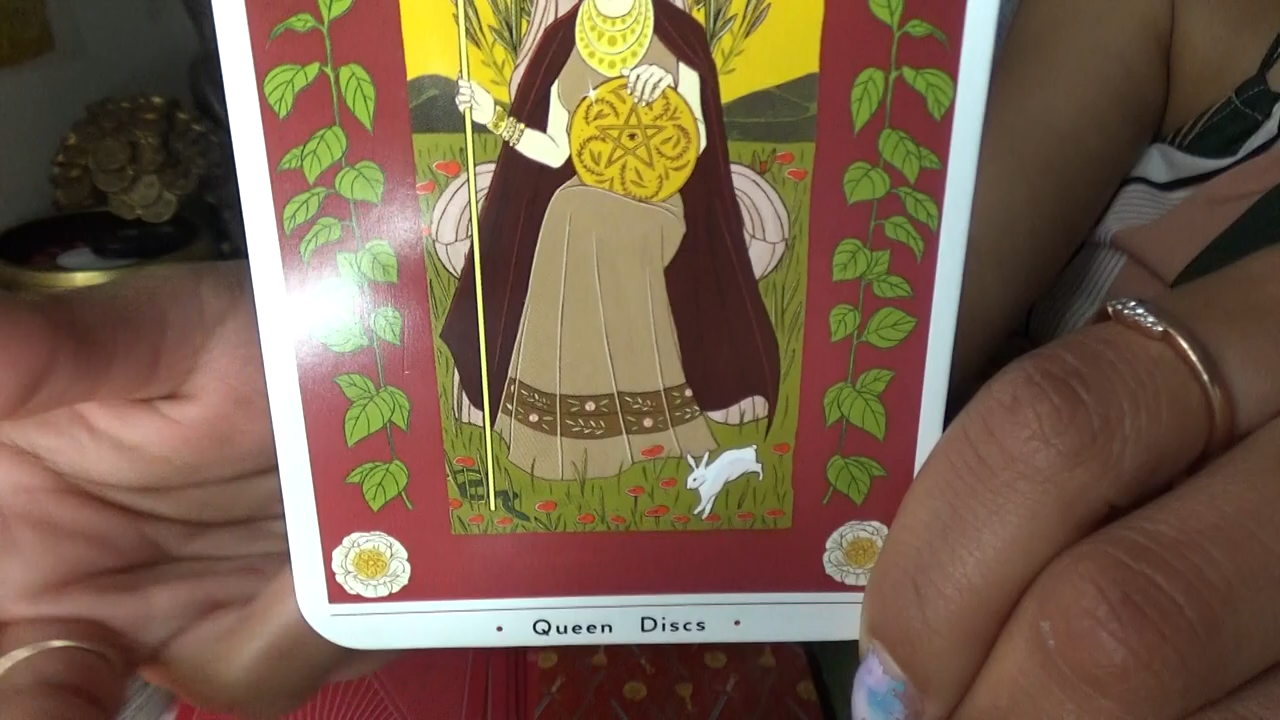 • Queen Discs •